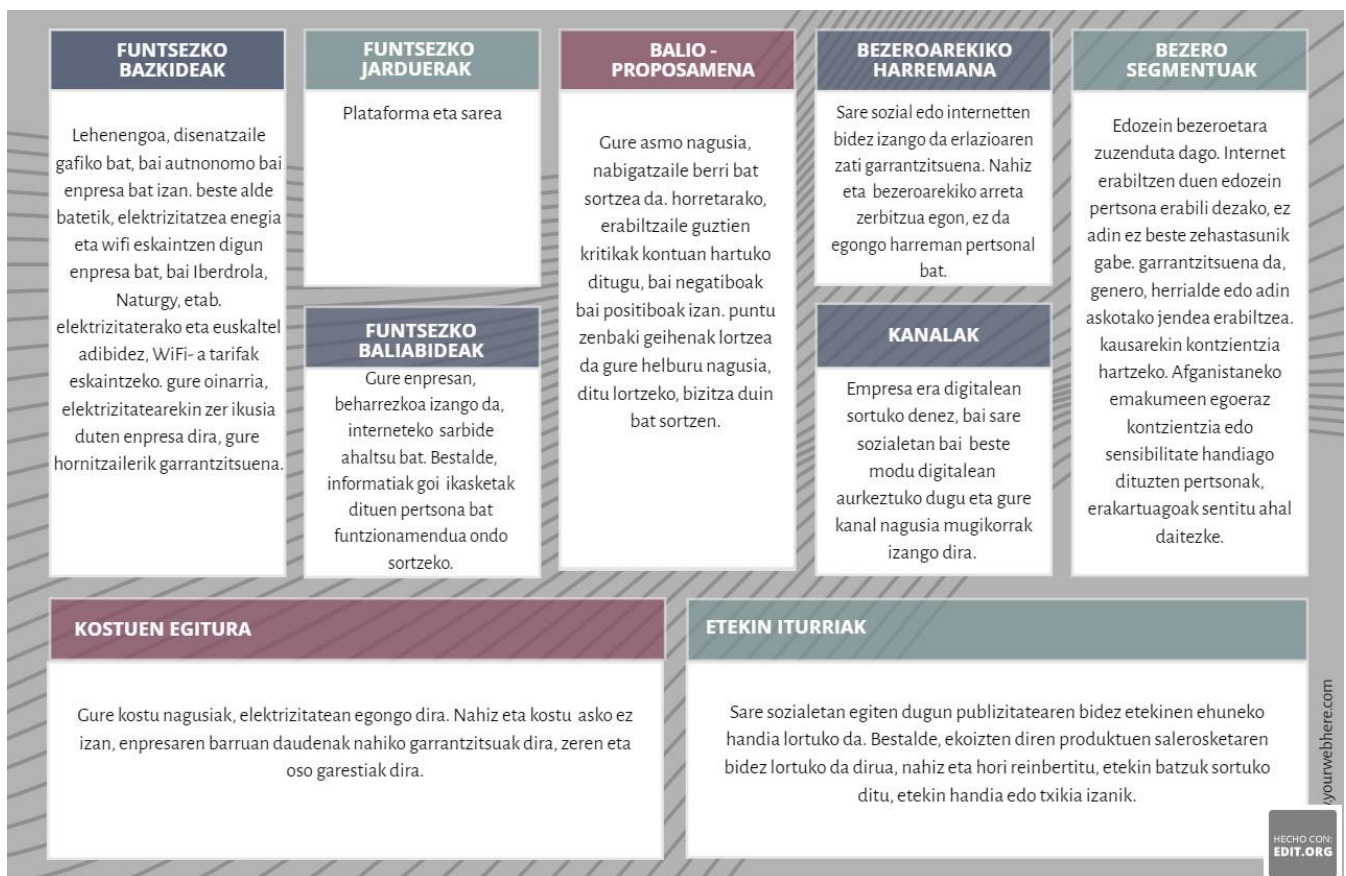 FUNTSEZKO
BAZKIDEAK
Lehenengoa, disenatzaile
gafiko bat, bai autnonomo bai
enpresa bat izan. beste alde
batetik, elektrizitatzea enegia
eta wifi eskaintzen digun
enpresa bat, bai Iberdrola,
Naturgy, etab.
elektrizitaterako eta euskaltel
adibidez, WiFi- a tarifak
eskaintzeko. gure oinarria,
elektrizitatearekin zer ikusia
duten enpresa dira, gure
hornitzailerik garrantzitsuena.
FUNTSEZKO
JARDUERAK
Plataforma eta sarea
FUNTSEZKO
BALIABIDEAK
Gure enpresan,
beharrezkoa izango da,
interneteko sarbide
ahaltsu bat. Bestalde,
informatiak goi ikasketak
dituen pertsona bat
funtzionamendua ondo
sortzeko.
BALIO -
PROPOSAMENA
Gure asmo nagusia,
nabigatzaile berri bat
sortzea da. horretarako,
erabiltzaile guztien
kritikak kontuan hartuko
ditugu, bai negatiboak
bai positiboak izan. puntu
zenbaki geihenak lortzea
da gure helburu nagusia,
ditu lortzeko, bizitza duin
bat sortzen.
BEZEROAREKIKO
HARREMANA
Sare sozial edo internetten
bidez izango da erlazioaren
zati garrantzitsuena. Nahiz
eta bezeroarekiko arreta
zerbitzua egon, ez da
egongo harreman pertsonal
bat.
KANALAK
Empresa era digitalean
sortuko denez, bai sare
sozialetan bai beste
modu digitalean
aurkeztuko dugu eta gure
kanal nagusia mugikorrak
izango dira.
BEZERO
SEGMENTUAK
Edozein bezeroetara
zuzenduta dago. Internet
erabiltzen duen edozein
pertsona erabili dezako, ez
adin ez beste zehastasunik
gabe. garrantzitsuena da,
genero, herrialde edo adin
askotako jendea erabiltzea.
kausarekin kontzientzia
hartzeko. Afganistaneko
emakumeen egoeraz
kontzientzia edo
sensibilitate handiago
dituzten pertsonak,
erakartuagoak sentitu ahal
daitezke.
KOSTUEN EGITURA
Gure kostu nagusiak, elektrizitatean egongo dira. Nahiz eta kostu asko ez
izan, enpresaren barruan daudenak nahiko garrantzitsuak dira, zeren eta
oso garestiak dira.
ETEKIN ITURRIAK
Sare sozialetan egiten dugun publizitatearen bidez etekinen ehuneko
handia lortuko da. Bestalde, ekoizten diren produktuen salerosketaren
bidez lortuko da dirua, nahiz eta hori reinbertitu, etekin batzuk sortuko
ditu, etekin handia edo txikia izanik.
yourwebhere.com
HECHO CON:
EDIT.ORG